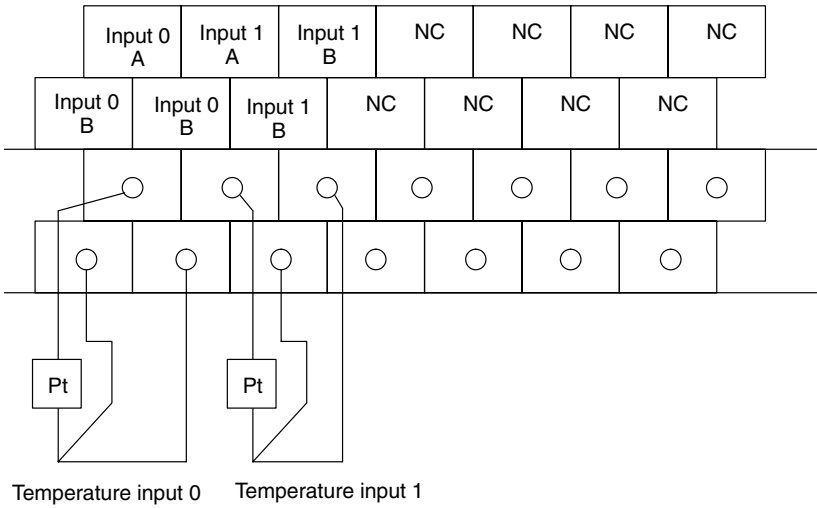 Input 0 Input 1 Input 1 NC NC NC NC
A A B
Input 0 Input 0 Input 1 NC NC NC NC
B B B
Pt Pt
Temperature input 0 Temperature input 1